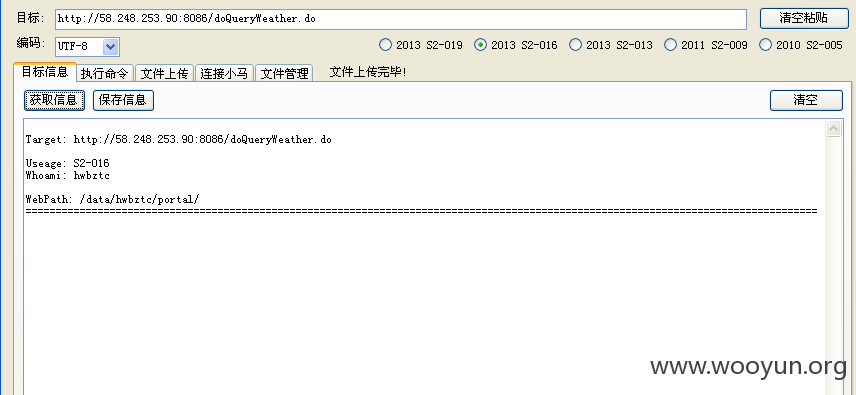 目标: http://58.248.253.90:8086/doQueryWeather.do 清空粘贴
编码: UTF-8 2013 S2-019 2013 S2-016 2013 S2-013 2011 S2-009 2010 S2-005
目标信息 执行命令 文件上传 连接小马 文件管理 文件上传完毕!
获取信息 保存信息 清空
Target: http://58.248.253.90:8086/doQueryWeather.do
Useage: S2-016
Whoami: hwbztc
WebPath: /data/hwbztc/portal/
www.wooyun.org